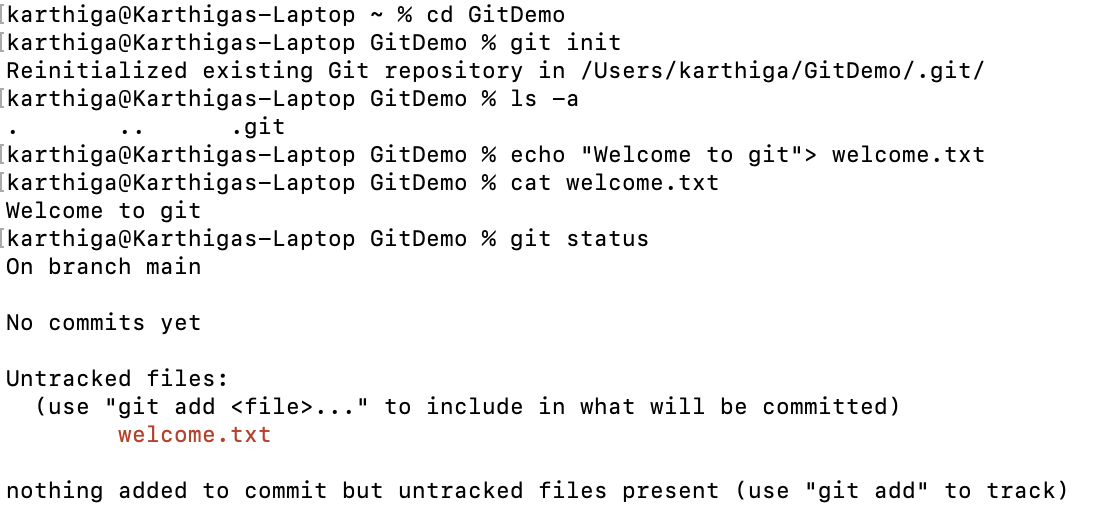 [karthiga@Karthigas-Laptop ~ % cd GitDemo
[karthiga@Karthigas-Laptop GitDemo % git init
Reinitialized existing Git repository in /Users/karthiga/GitDemo/.git/
[karthiga@Karthigas-Laptop GitDemo % ls -a
.       ..      .git
[karthiga@Karthigas-Laptop GitDemo % echo "Welcome to git"> welcome.txt
[karthiga@Karthigas-Laptop GitDemo % cat welcome.txt
Welcome to git
[karthiga@Karthigas-Laptop GitDemo % git status
On branch main
No commits yet
Untracked files:
  (use "git add <file>..." to include in what will be committed)
        welcome.txt
nothing added to commit but untracked files present (use "git add" to track)